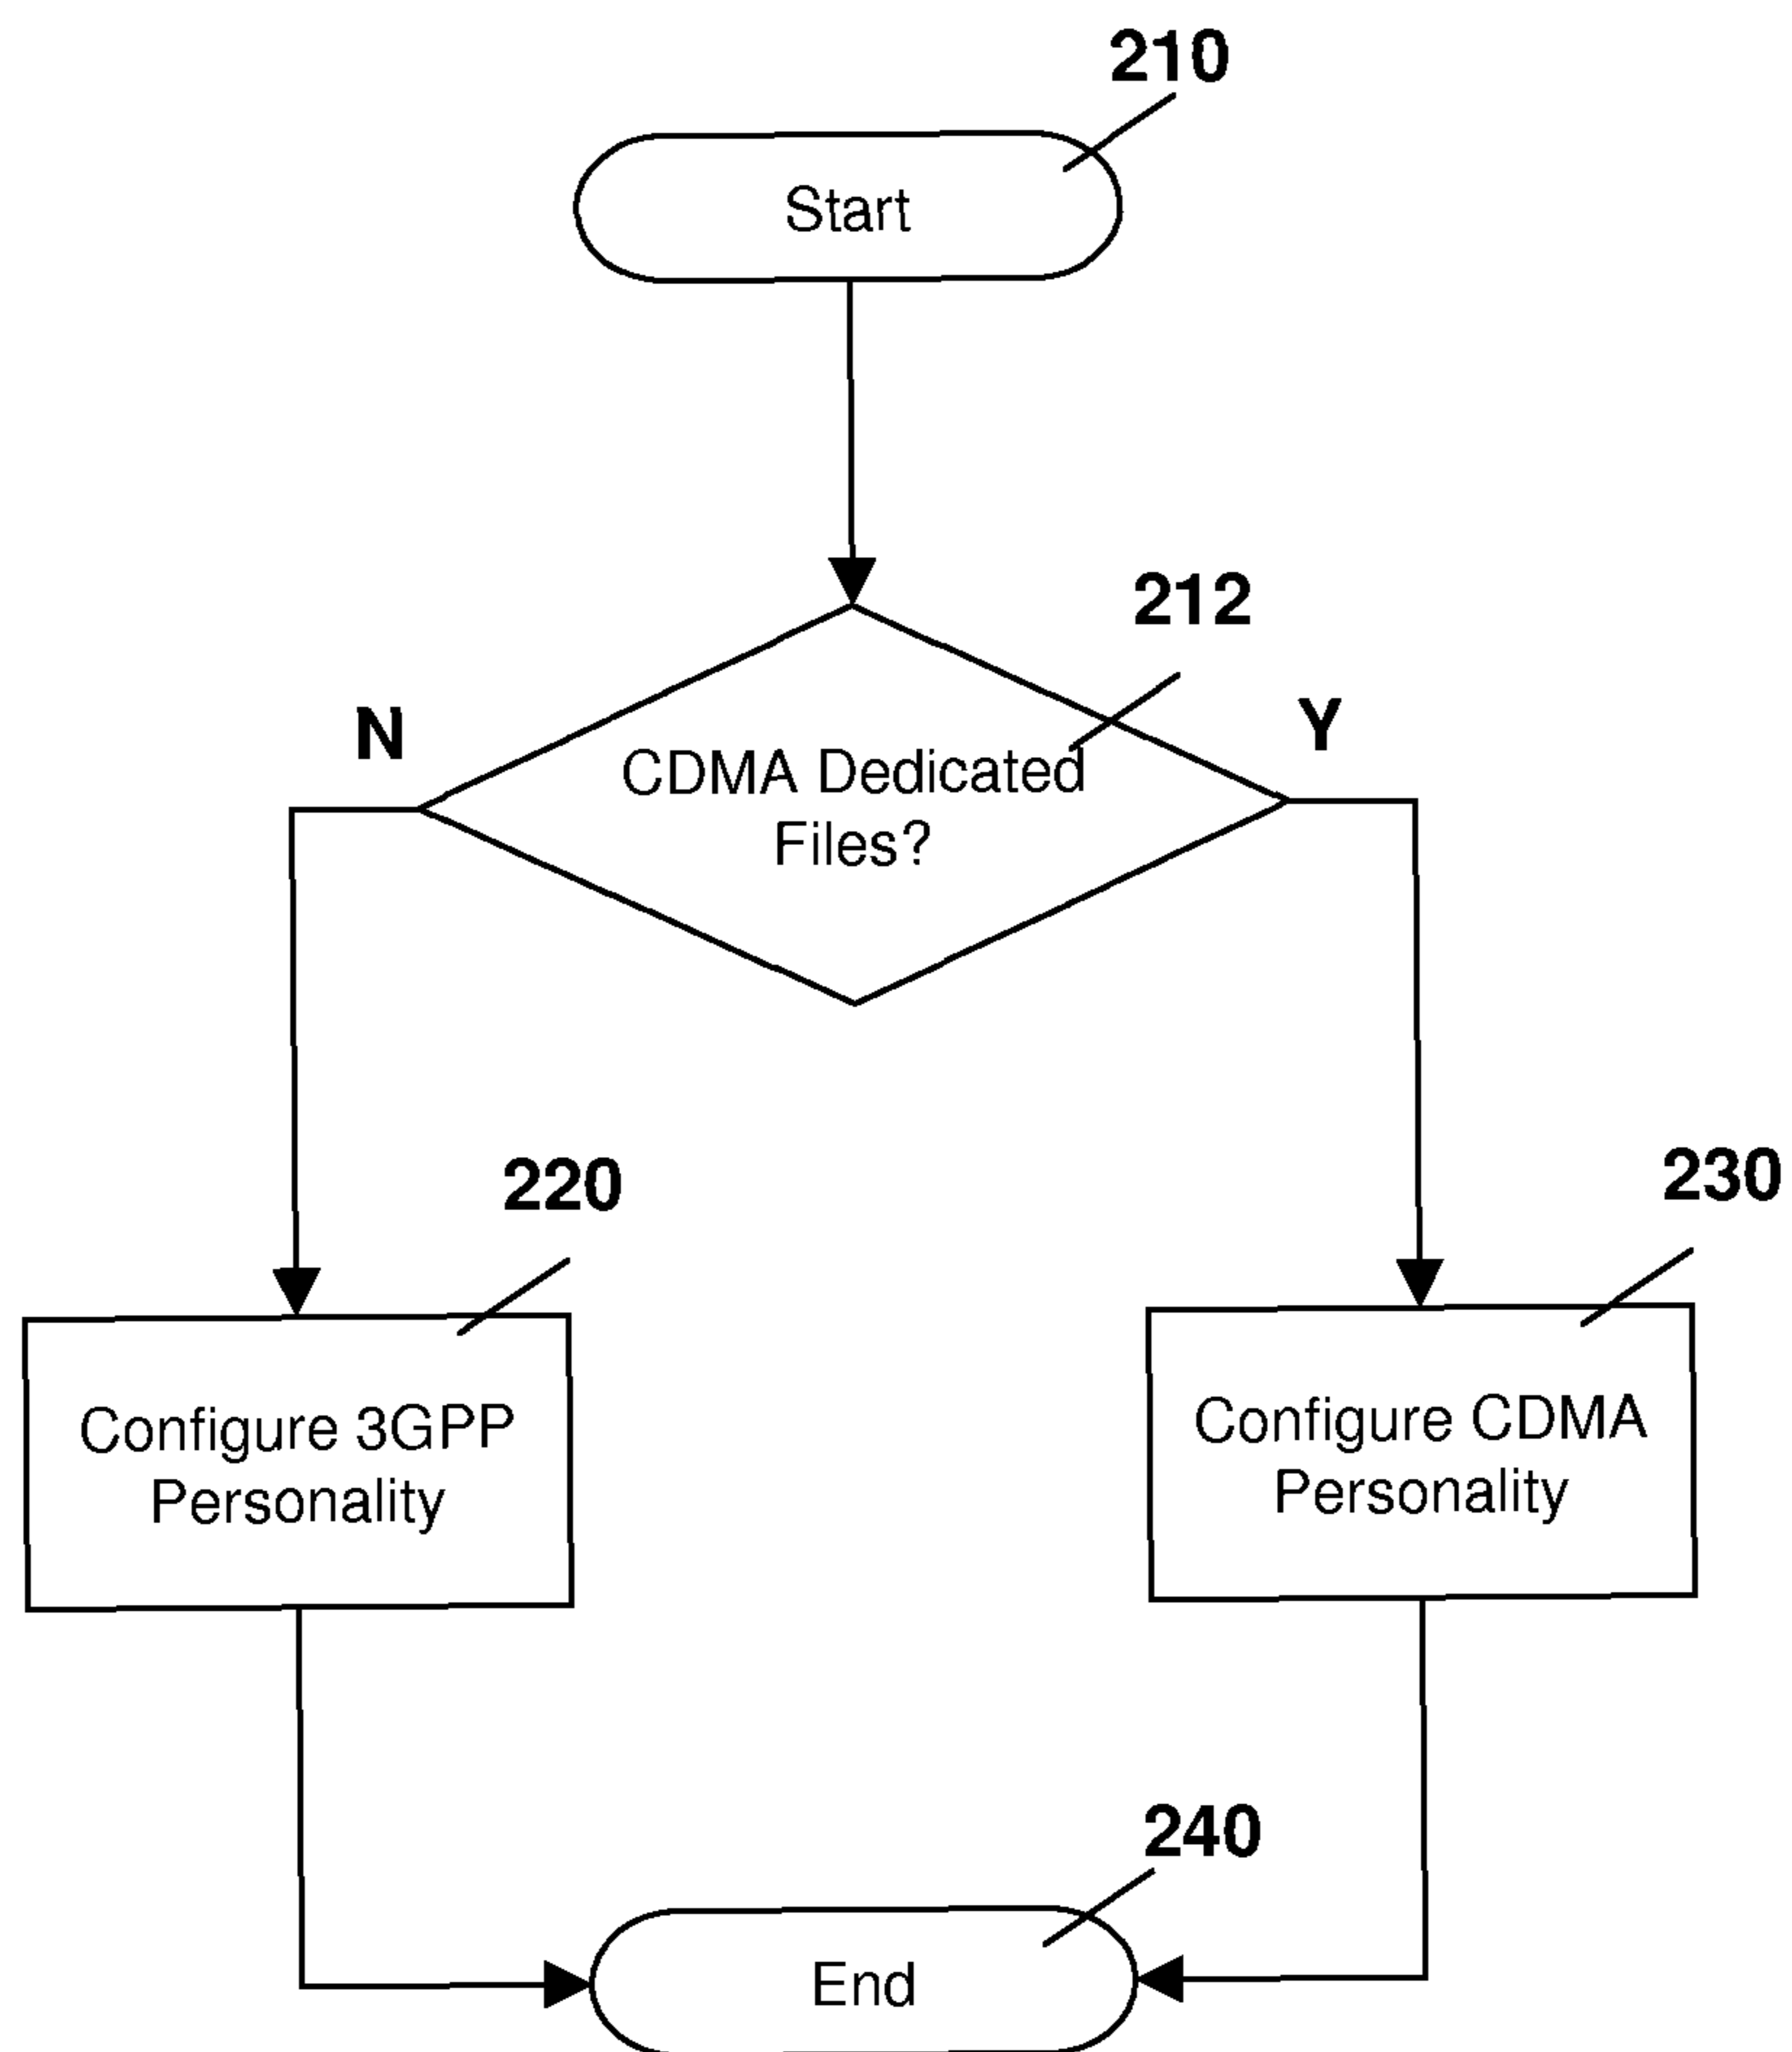 210
Start
212
N
Y
CDMA Dedicated
Files?
220
230
Configure 3GPP
Personality
Configure CDMA
Personality
240
End